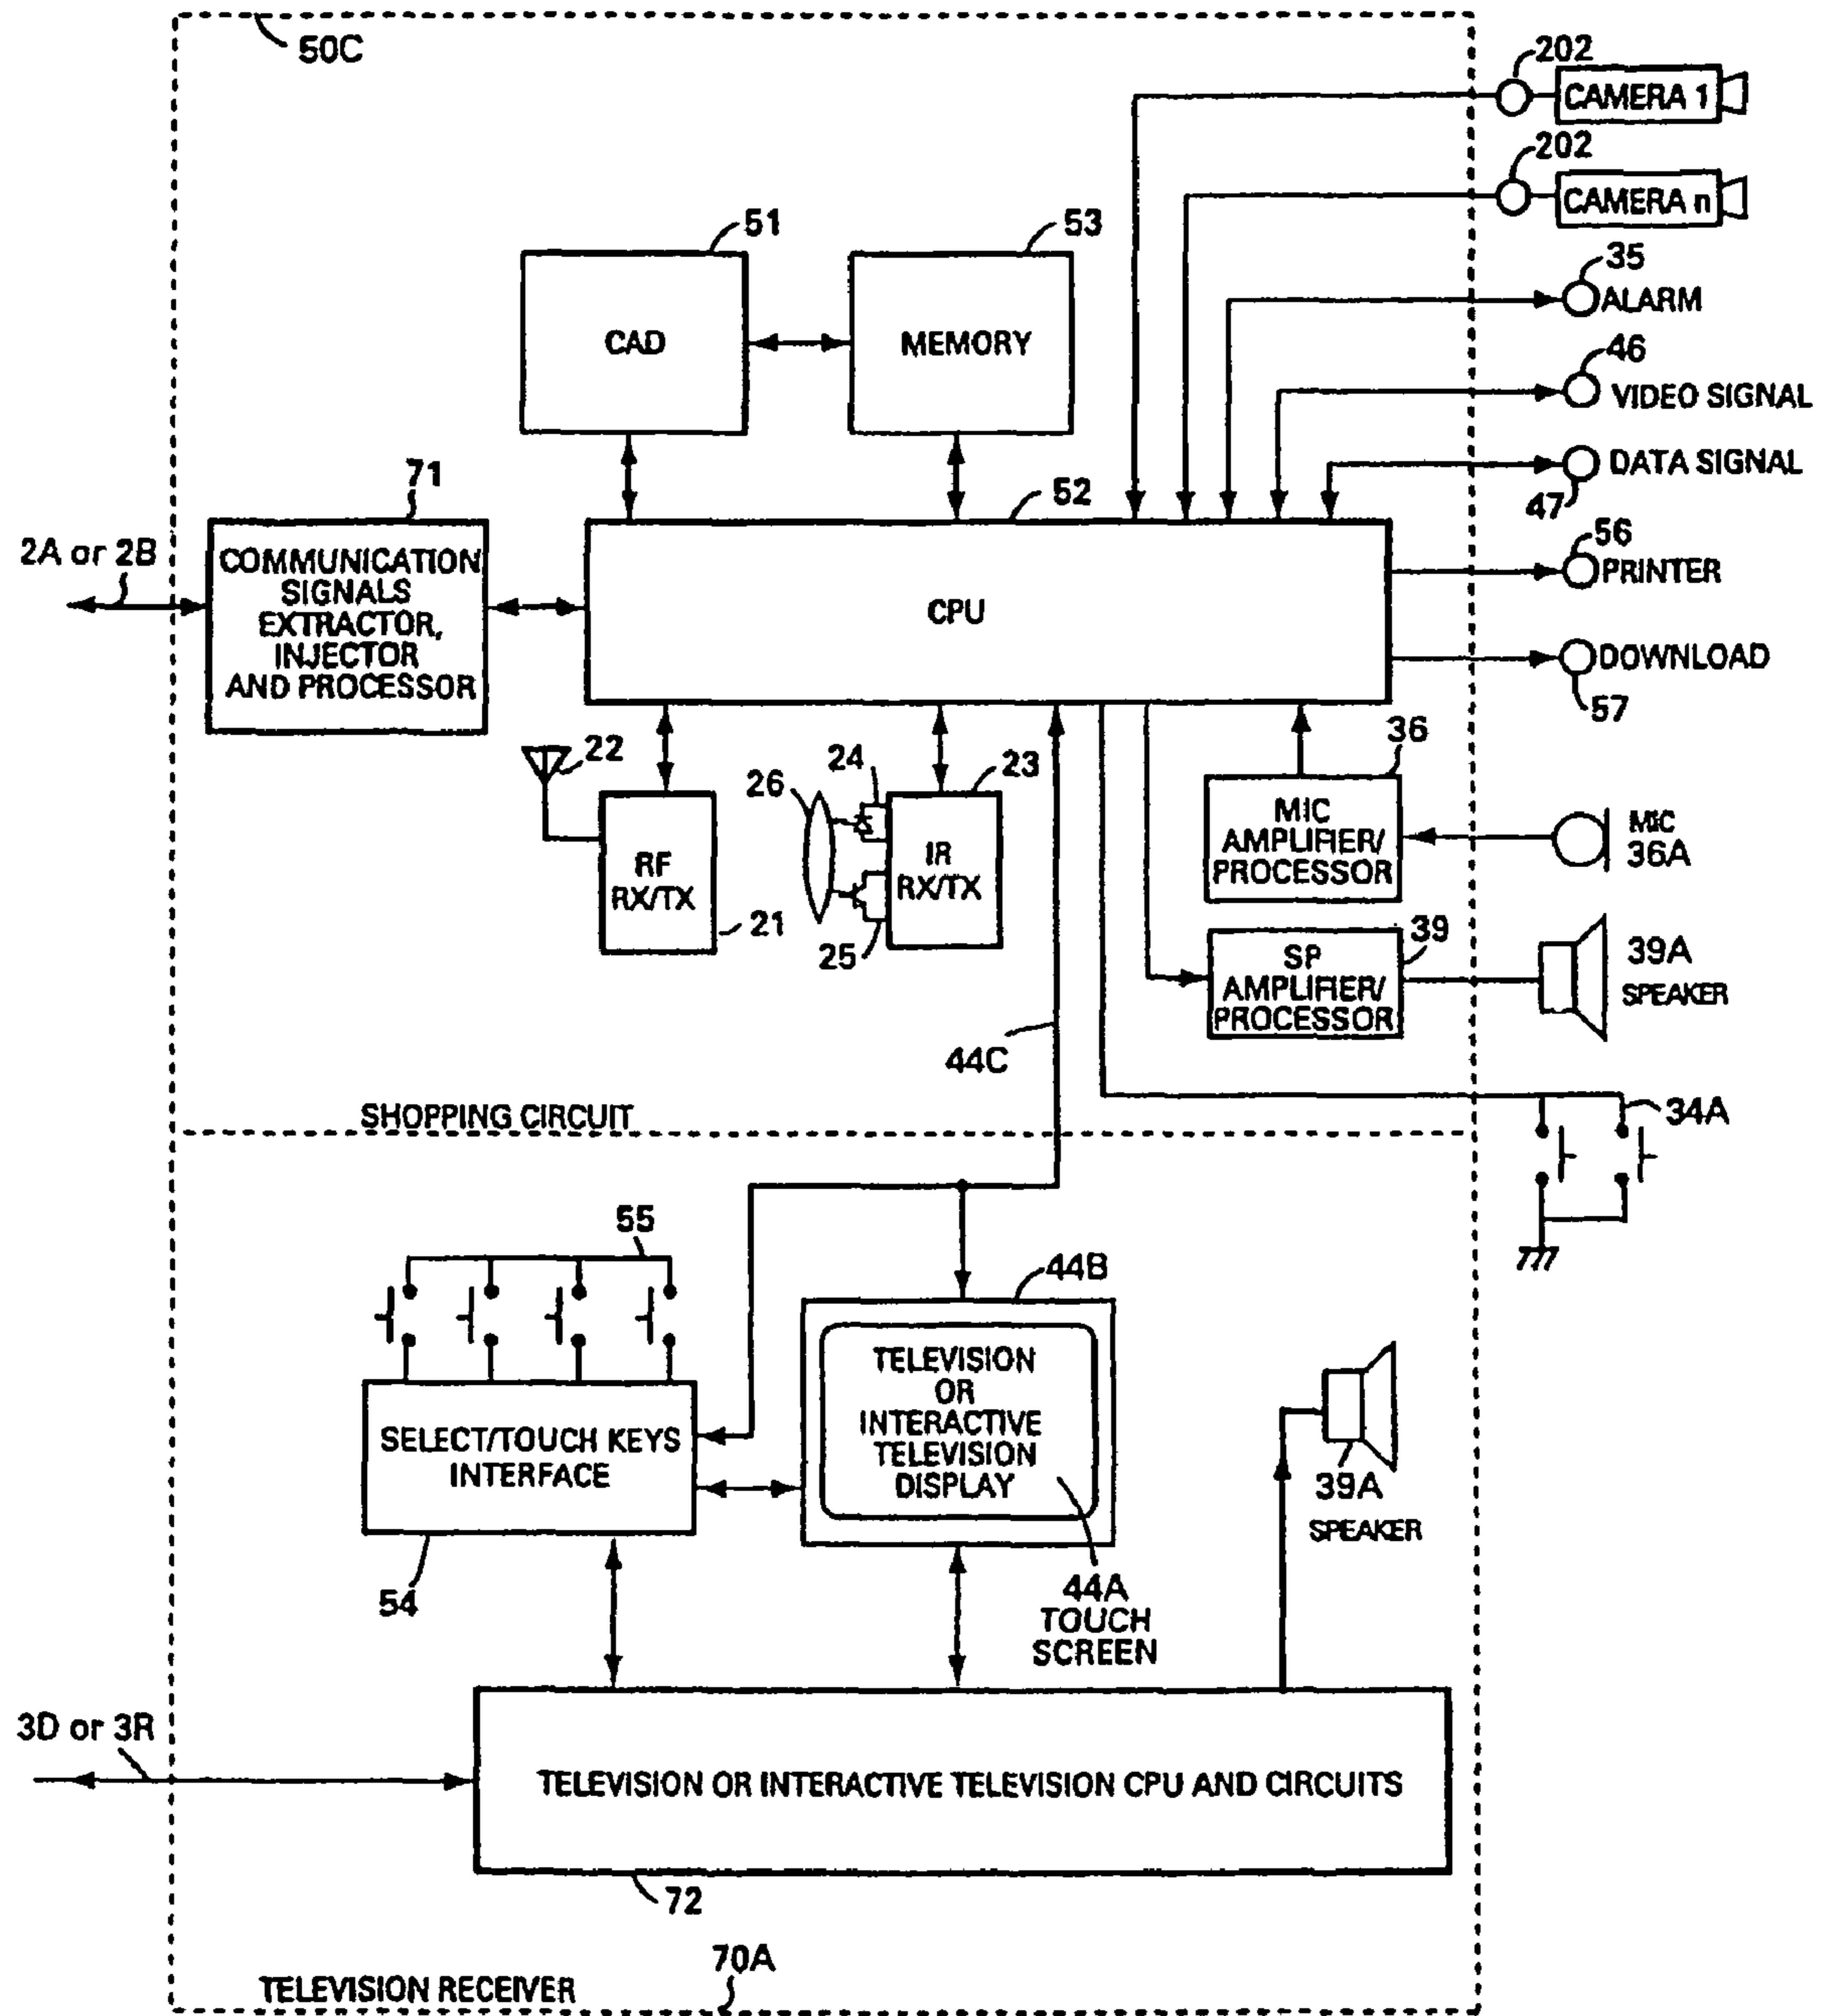 50C
202
CAMERA 1
202
CAMERA n
51
53
35
ALARM
CAD
MEMORY
46
VIDEO SIGNAL
71
52
DATA SIGNAL
47
2A or 2B
COMMUNICATION
SIGNALS
EXTRACTOR,
INJECTOR
AND PROCESSOR
CPU
56
PRINTER
DOWNLOAD
57
22
24
26
23
36
RF
RX/TX
21
IR
RX/TX
25
MIC
AMPLIFIER/
PROCESSOR
MIC
36A
39
SP
AMPLIFIER/
PROCESSOR
39A
SPEAKER
44C
SHOPPING CIRCUIT
34A
55
44B
SELECT/TOUCH KEYS
INTERFACE
54
TELEVISION
OR
INTERACTIVE
TELEVISION
DISPLAY
44A
TOUCH
SCREEN
39A
SPEAKER
3D or 3R
TELEVISION OR INTERACTIVE TELEVISION CPU AND CIRCUITS
72
70A
TELEVISION RECEIVER